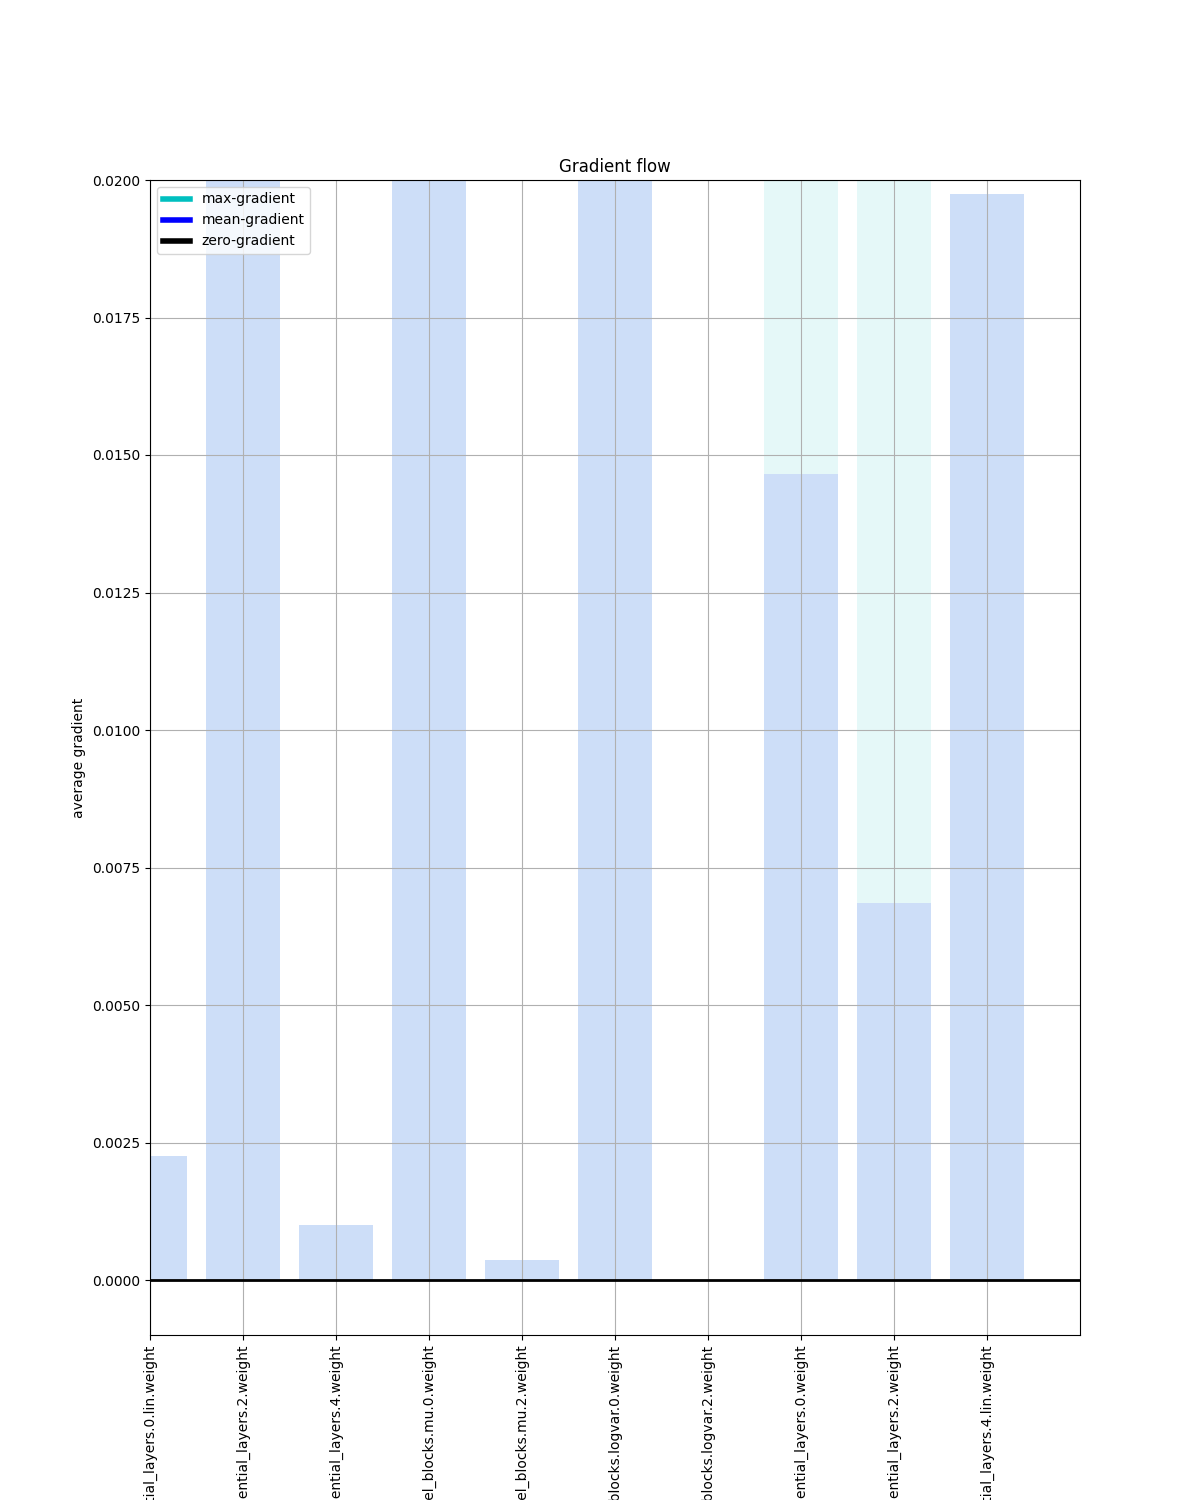 Gradient flow
max-gradient
mean-gradient
zero-gradient
0.0200
0.0175
0.0150
0.0125
0.0100
0.0075
0.0050
0.0025
0.0000
average gradient
tial_layers.0.lin.weight
ential_layers.2.weight
ential_layers.4.weight
el_blocks.mu.0.weight
el_blocks.mu.2.weight
blocks.logvar.0.weight
blocks.logvar.2.weight
ential_layers.0.weight
ential_layers.2.weight
tial_layers.4.lin.weight